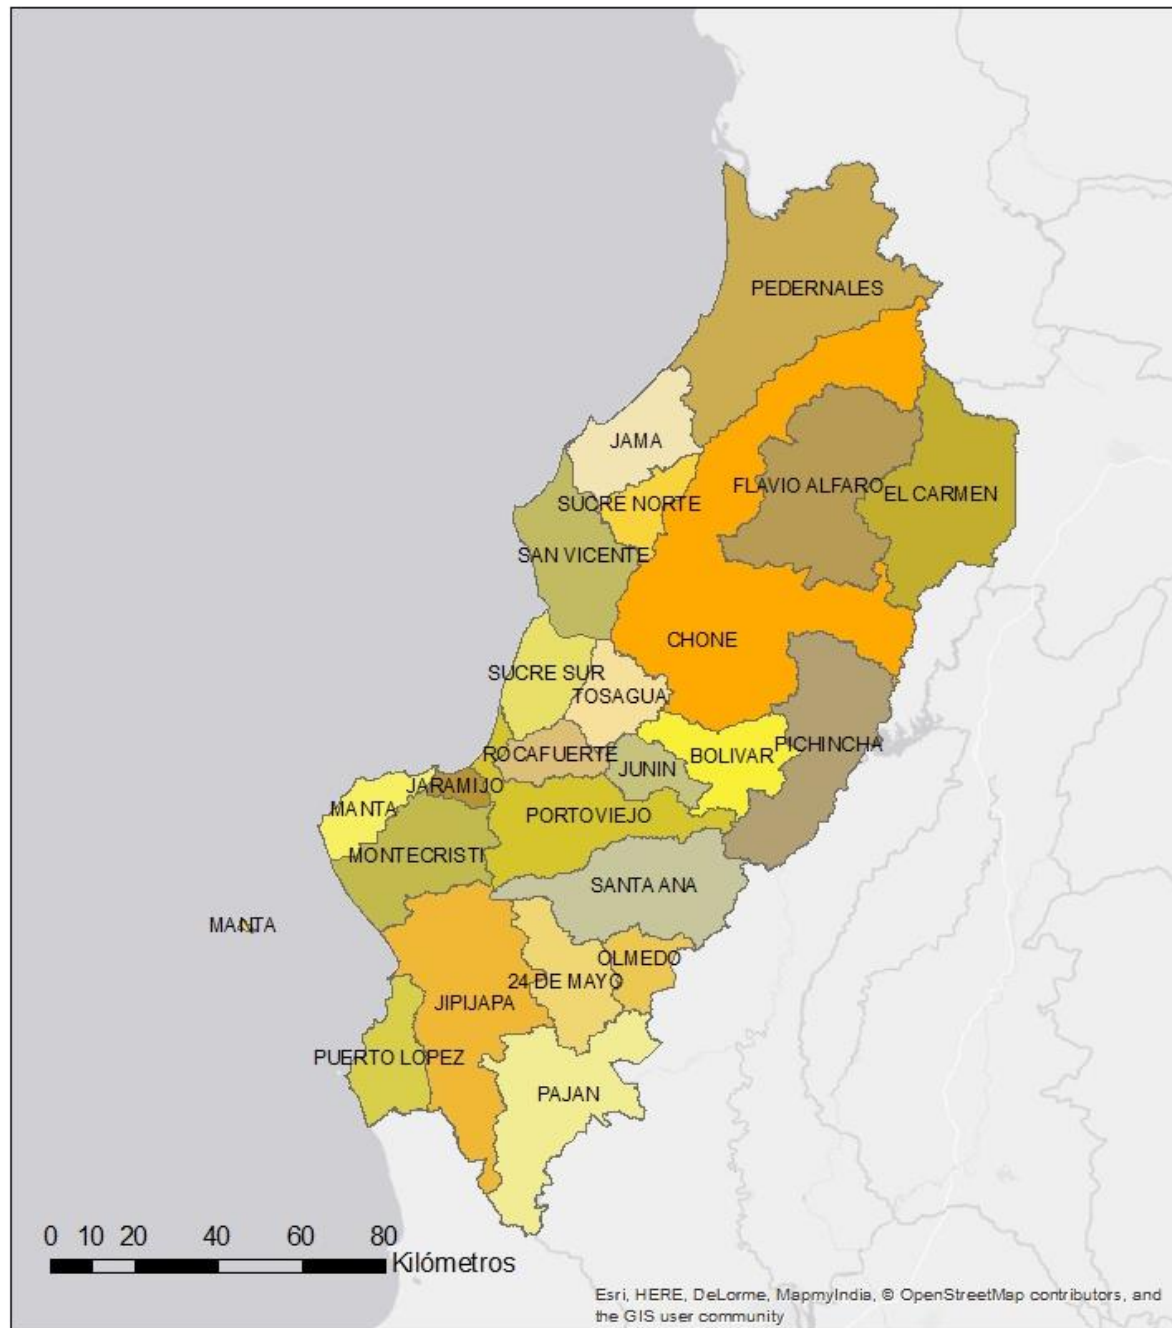 PEDERNALES
JAMA
FLAVIO ALFARO
EL CARMEN
SUCRE NORTE
SAN VICENTE
CHONE
SUCRE SUR
TOSAGUA
ROCAFUERTE
BOLIVAR
PICHINCHA
JUNIN
JARAMIJO
MANTA
PORTOVIEJO
MONTECRISTI
SANTA ANA
MANTA
OLMEDO
24 DE MAYO
JIPIJAPA
PUERTO LOPEZ
PAJAN
0 10 20 40 60 80
Kilómetros
Esri, HERE, DeLorme, MapmyIndia, © OpenStreetMap contributors, and
the GIS user community